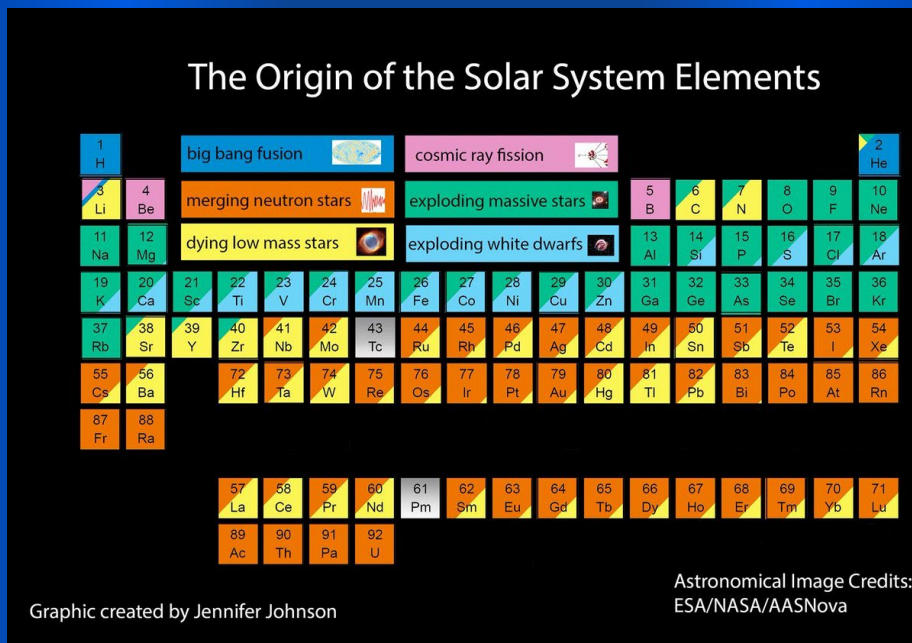 The Origin of the Solar System Elements
1 H
big bang fusion
cosmic ray fission
2 He
3 Li
4 Be
merging neutron stars
exploding massive stars
5 B
6 C
7 N
8 O
9 F
10 Ne
11 Na
12 Mg
dying low mass stars
exploding white dwarfs
13 Al
14 Si
15 P
16 S
17 Cl
18 Ar
19 K
20 Ca
21 Sc
22 Ti
23 V
24 Cr
25 Mn
26 Fe
27 Co
28 Ni
29 Cu
30 Zn
31 Ga
32 Ge
33 As
34 Se
35 Br
36 Kr
37 Rb
38 Sr
39 Y
40 Zr
41 Nb
42 Mo
43 Tc
44 Ru
45 Rh
46 Pd
47 Ag
48 Cd
49 In
50 Sn
51 Sb
52 Te
53 I
54 Xe
55 Cs
56 Ba
72 Hf
73 Ta
74 W
75 Re
76 Os
77 Ir
78 Pt
79 Au
80 Hg
81 Tl
82 Pb
83 Bi
84 Po
85 At
86 Rn
87 Fr
88 Ra
57 La
58 Ce
59 Pr
60 Nd
61 Pm
62 Sm
63 Eu
64 Gd
65 Tb
66 Dy
67 Ho
68 Er
69 Tm
70 Yb
71 Lu
89 Ac
90 Th
91 Pa
92 U
Graphic created by Jennifer Johnson
Astronomical Image Credits:
ESA/NASA/AASNova